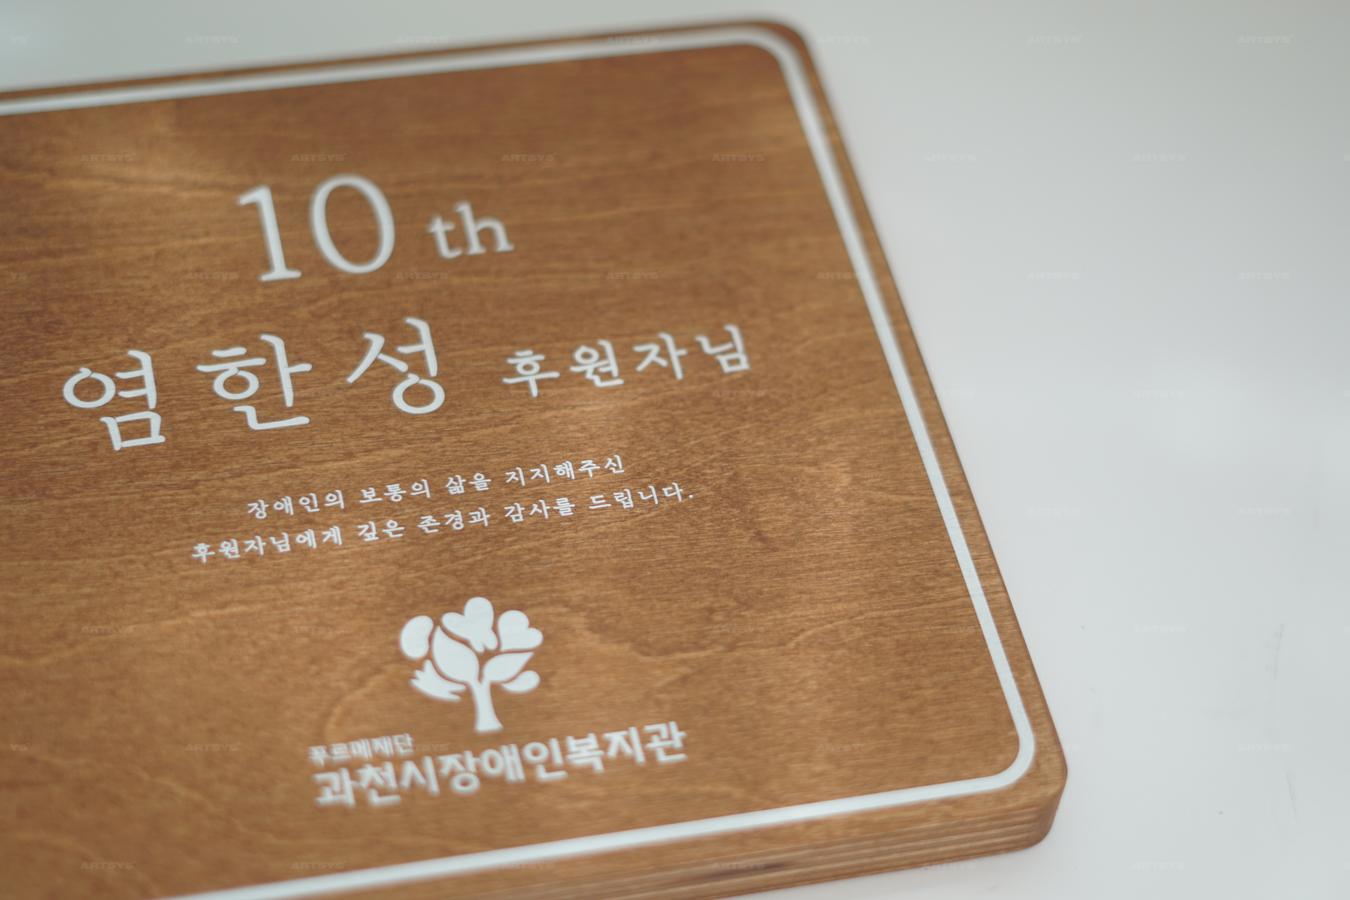 10 th
염한성 후원자님
장애인의 보통의 삶을 지지해주신
후원자님에게 깊은 존경과 감사를 드립니다.
푸르메재단
과천시장애인복지관
ARTSYS